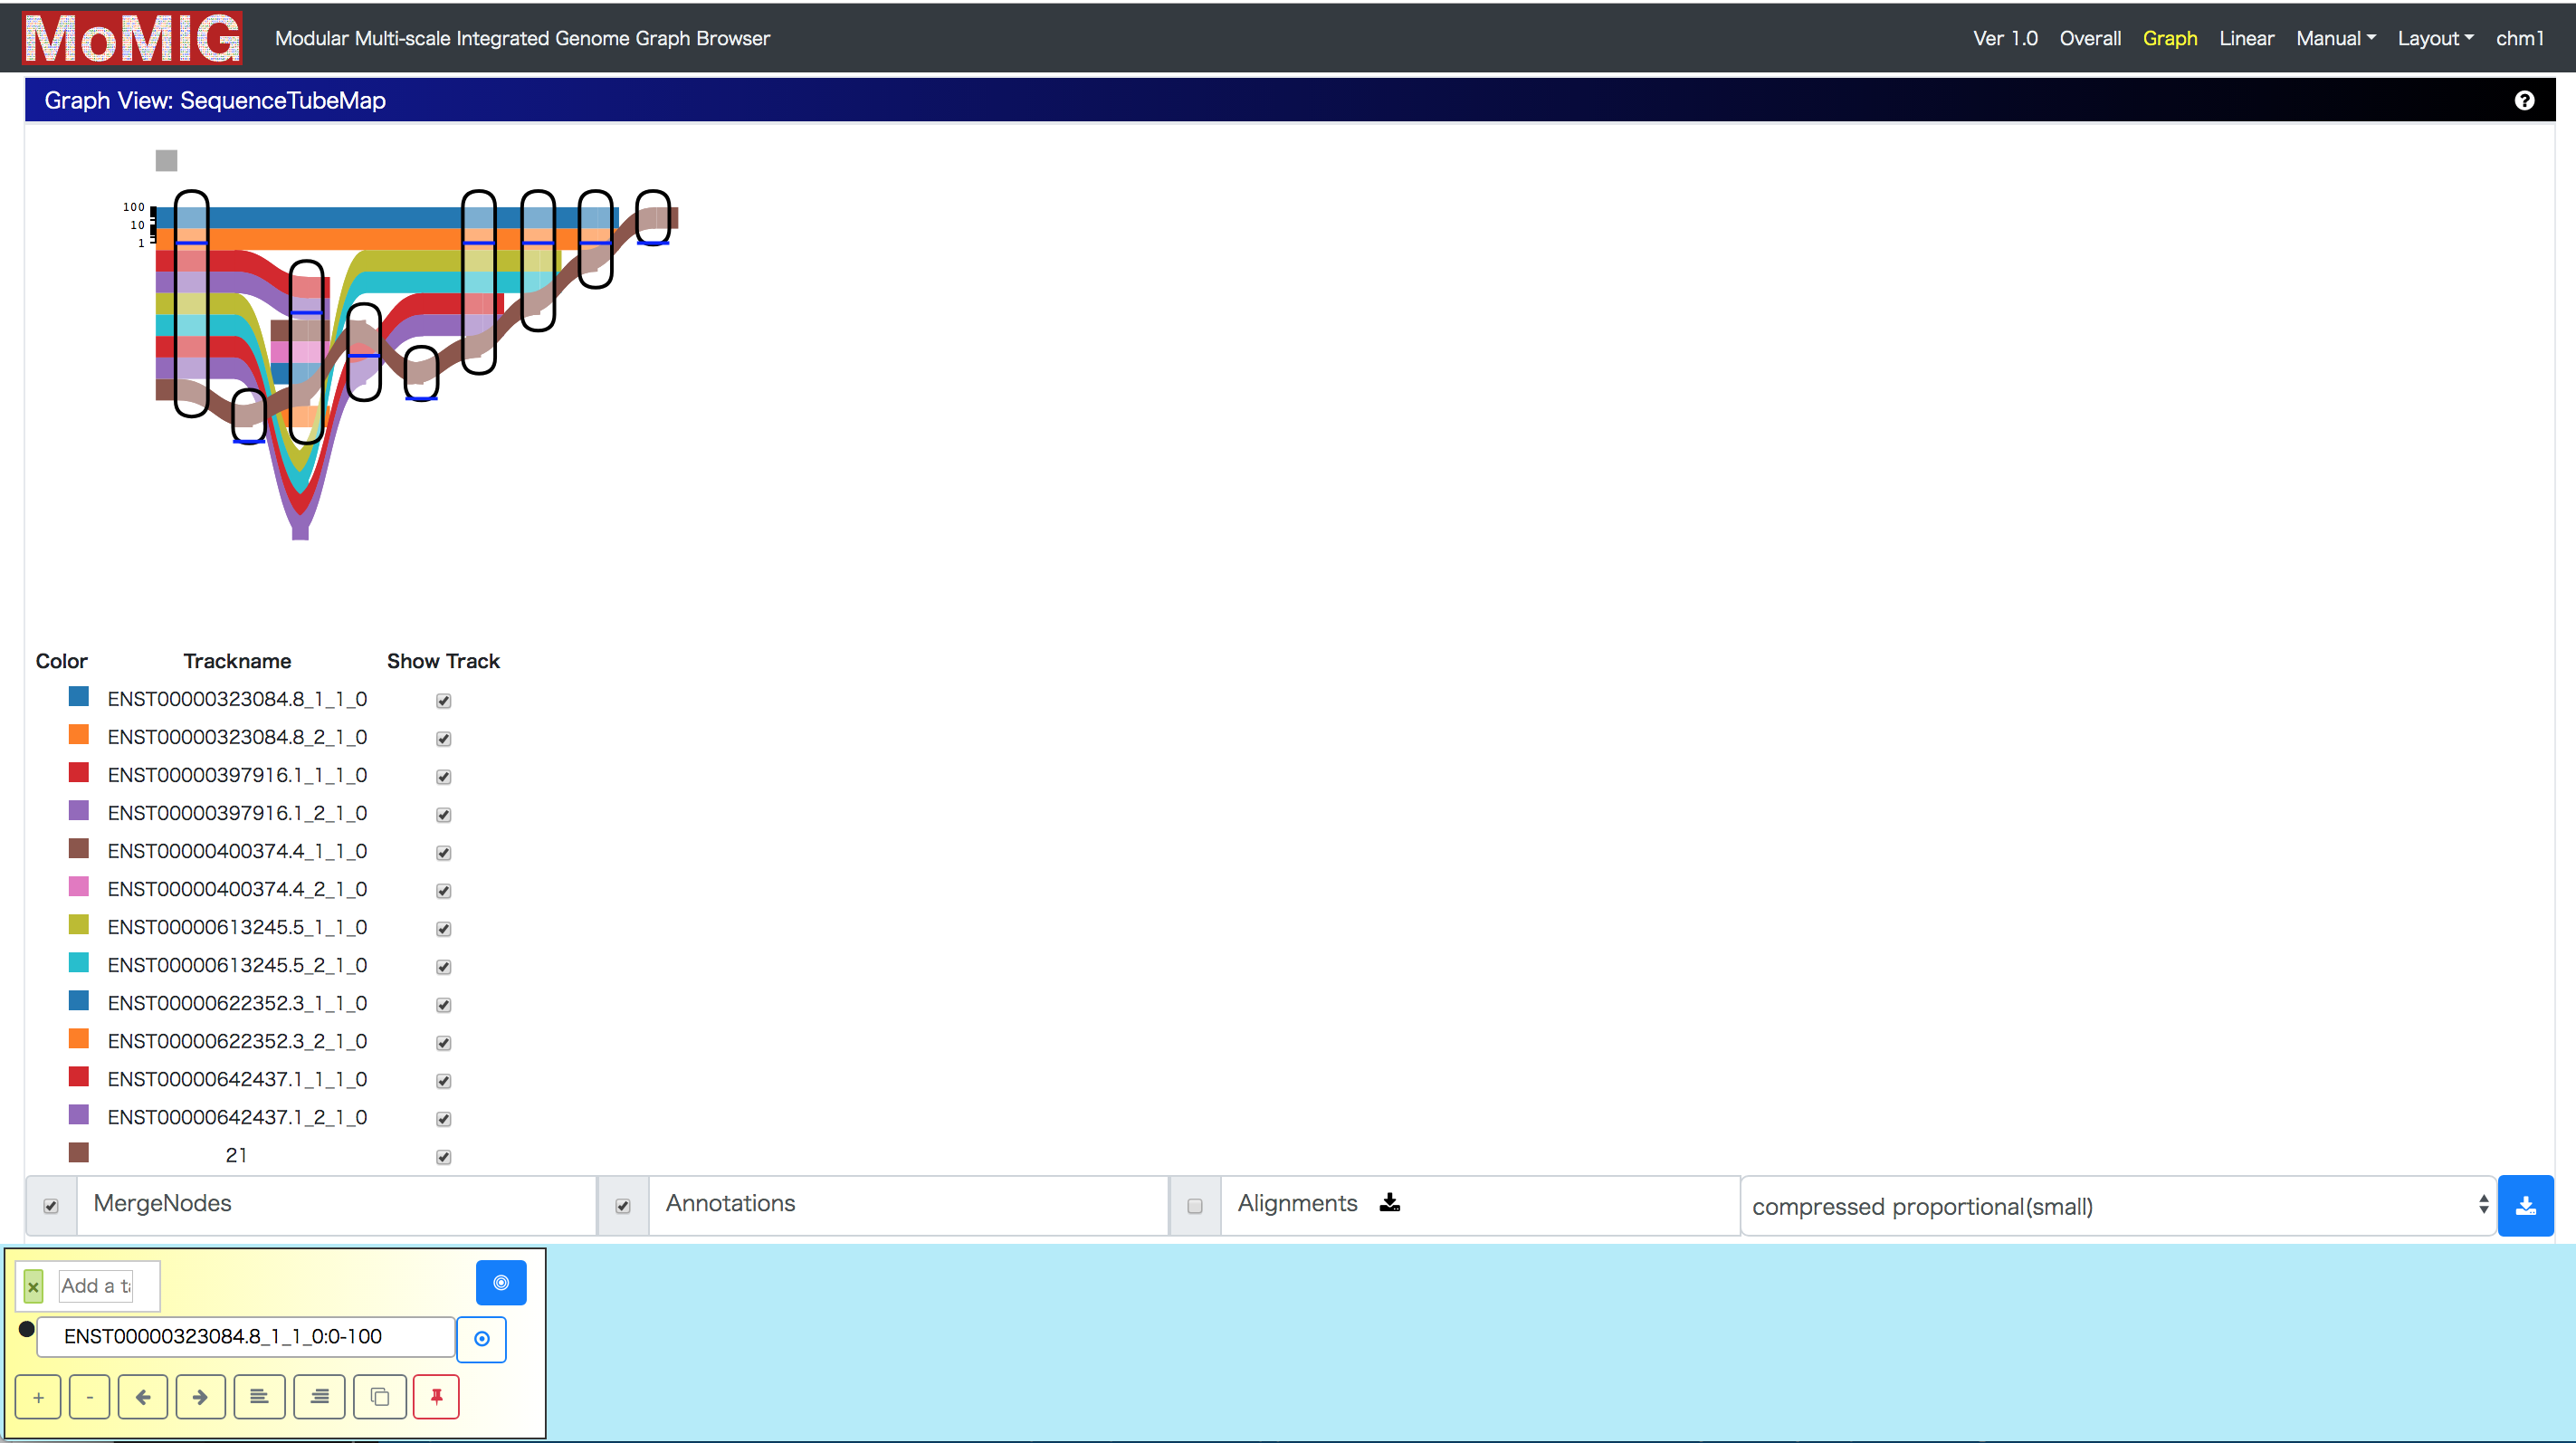 MoMIG Modular Multi-scale Integrated Genome Graph Browser Ver 1.0 Overall Graph Linear Manual Layout chm1
Graph View: SequenceTubeMap
100
10
1
Color Trackname Show Track
ENST00000323084.8_1_1_0
ENST00000323084.8_2_1_0
ENST00000397916.1_1_1_0
ENST00000397916.1_2_1_0
ENST00000400374.4_1_1_0
ENST00000400374.4_2_1_0
ENST00000613245.5_1_1_0
ENST00000613245.5_2_1_0
ENST00000622352.3_1_1_0
ENST00000622352.3_2_1_0
ENST00000642437.1_1_1_0
ENST00000642437.1_2_1_0
21
MergeNodes Annotations Alignments compressed proportional(small)
× Add a
ENST00000323084.8_1_1_0:0-100
+ -